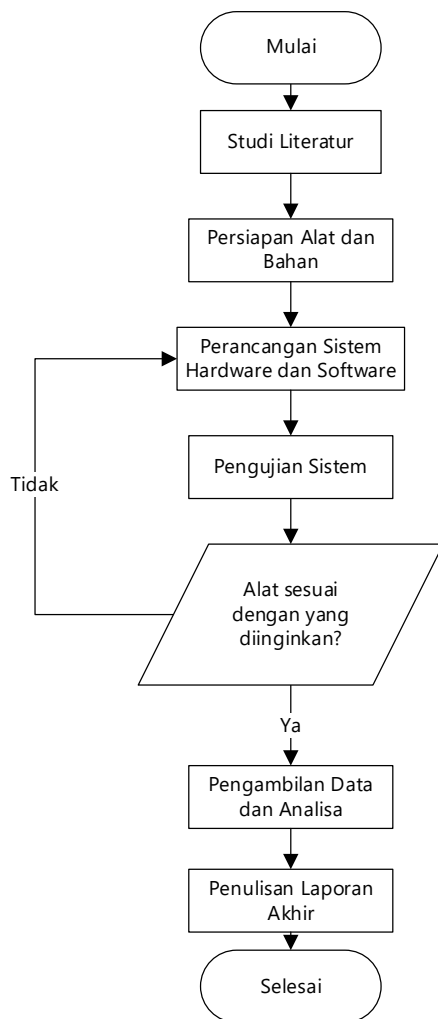 Mulai
Studi Literatur
Persiapan Alat dan
Bahan
Perancangan Sistem
Hardware dan Software
Pengujian Sistem
Tidak
Alat sesuai
dengan yang
diinginkan?
Ya
Pengambilan Data
dan Analisa
Penulisan Laporan
Akhir
Selesai